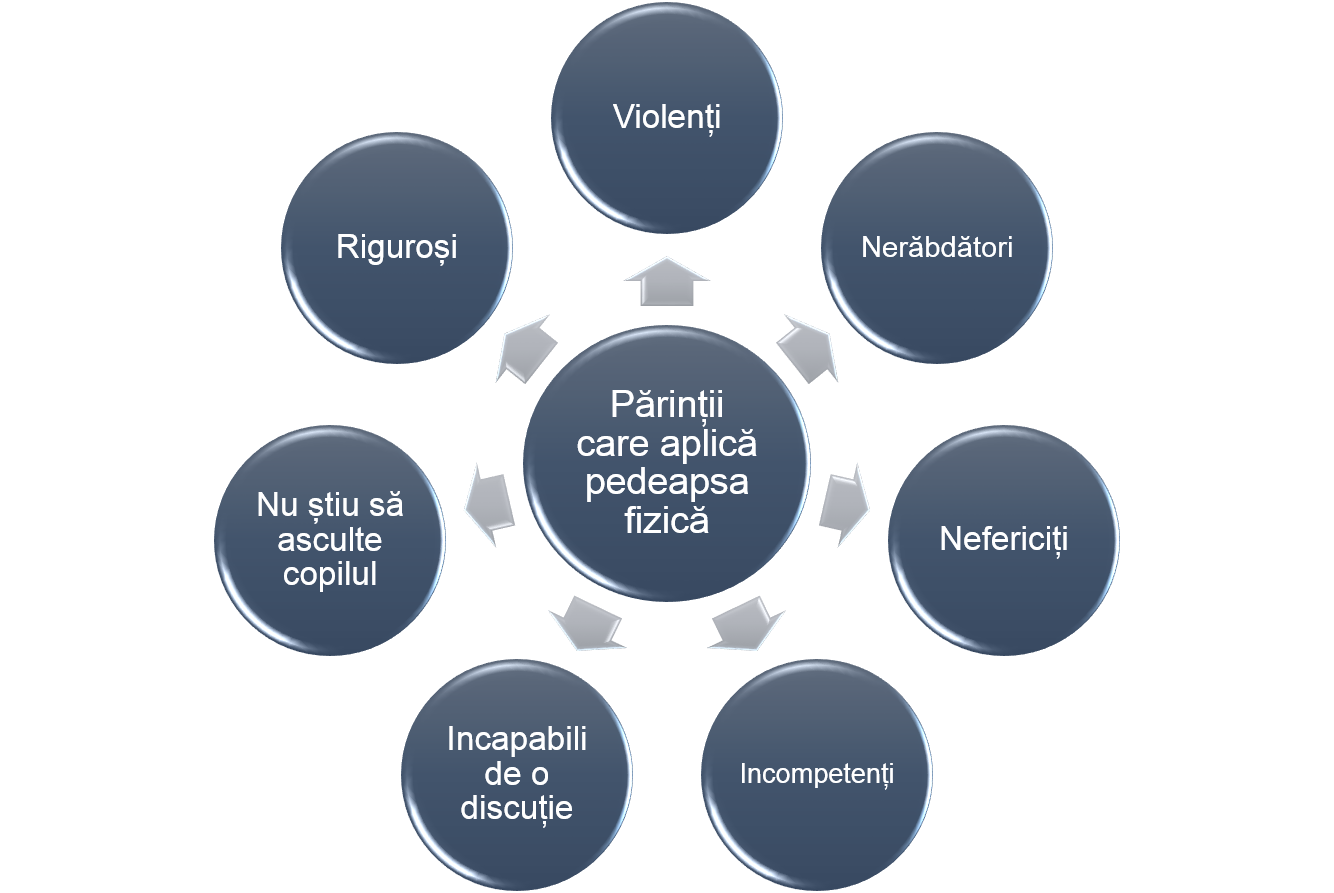 Violenți
Nerăbdători
Riguroși
Părinții
care aplică
pedeapsa
fizică
Nu știu să
asculte
copilul
Nefericiți
Incapabili
de o
discuție
Incompetenți